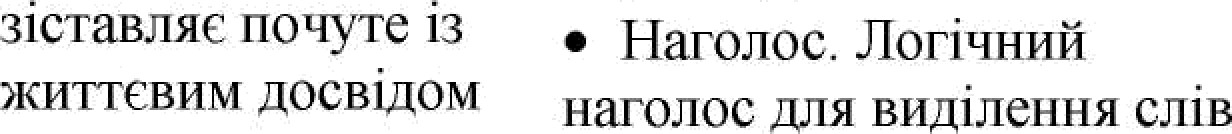 зіставляє почуте із
життєвим досвідом
• Наголос. Логічний
наголос для виділення слів